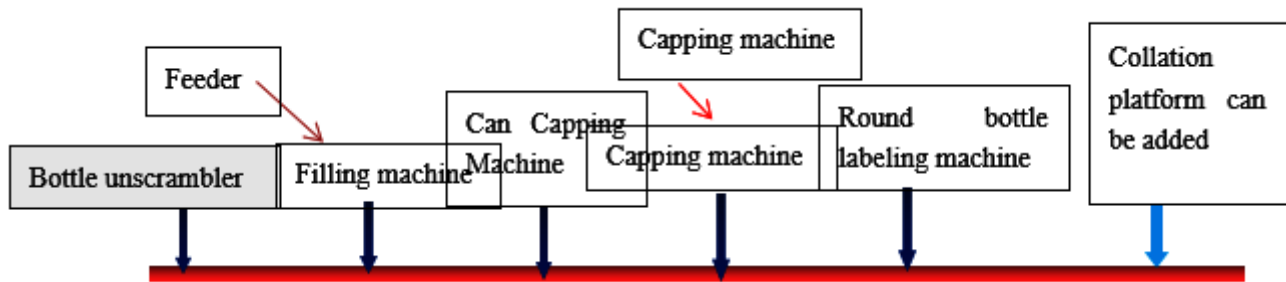 Feeder
Bottle unscrambler
Filling machine
Can Capping
Machine
Capping machine
Capping machine
Round bottle
labeling machine
Collation
platform can
be added